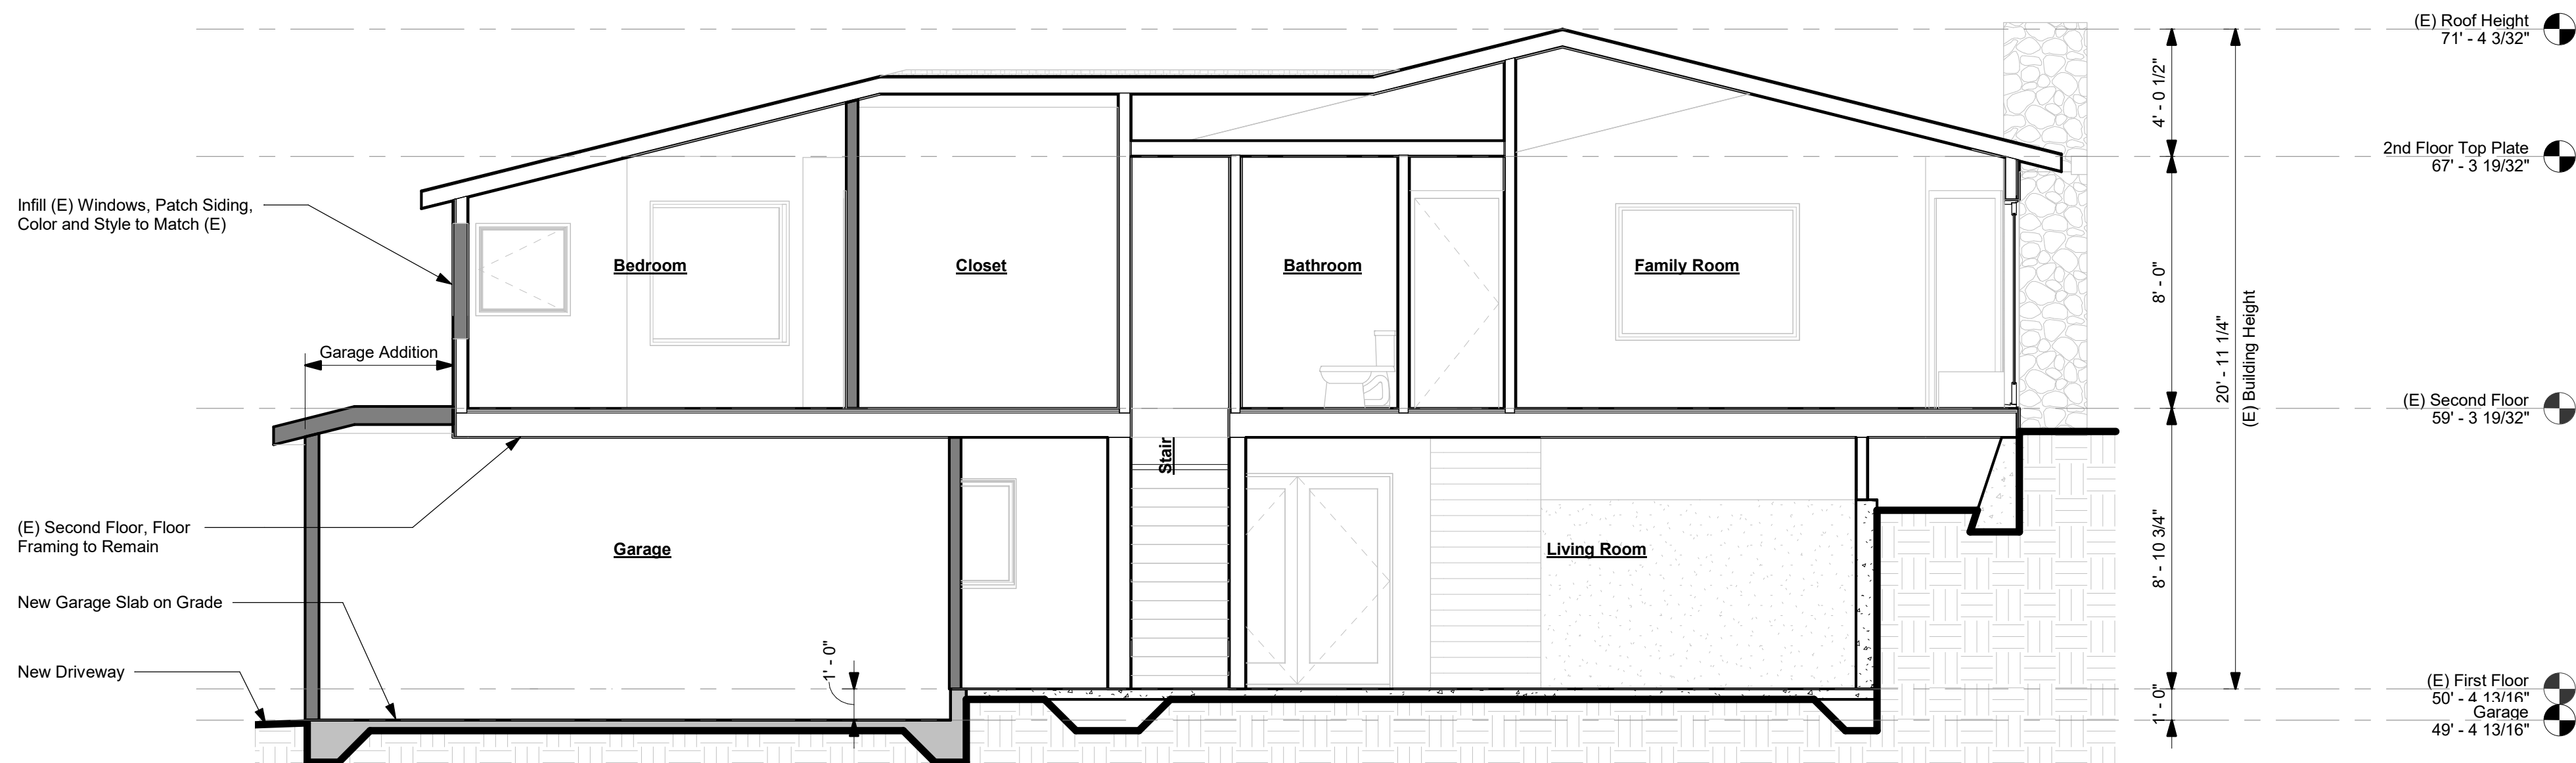 (E) Roof Height
71' - 4 3/32"
4' - 0 1/2"
2nd Floor Top Plate
67' - 3 19/32"
Infill (E) Windows, Patch Siding,
Color and Style to Match (E)
Bedroom
Closet
Bathroom
Family Room
8' - 0"
20' - 11 1/4"
(E) Building Height
Garage Addition
(E) Second Floor
59' - 3 19/32"
Stair
(E) Second Floor, Floor
Framing to Remain
Garage
Living Room
8' - 10 3/4"
New Garage Slab on Grade
New Driveway
1' - 0"
1' - 0"
(E) First Floor
50' - 4 13/16"
Garage
49' - 4 13/16"